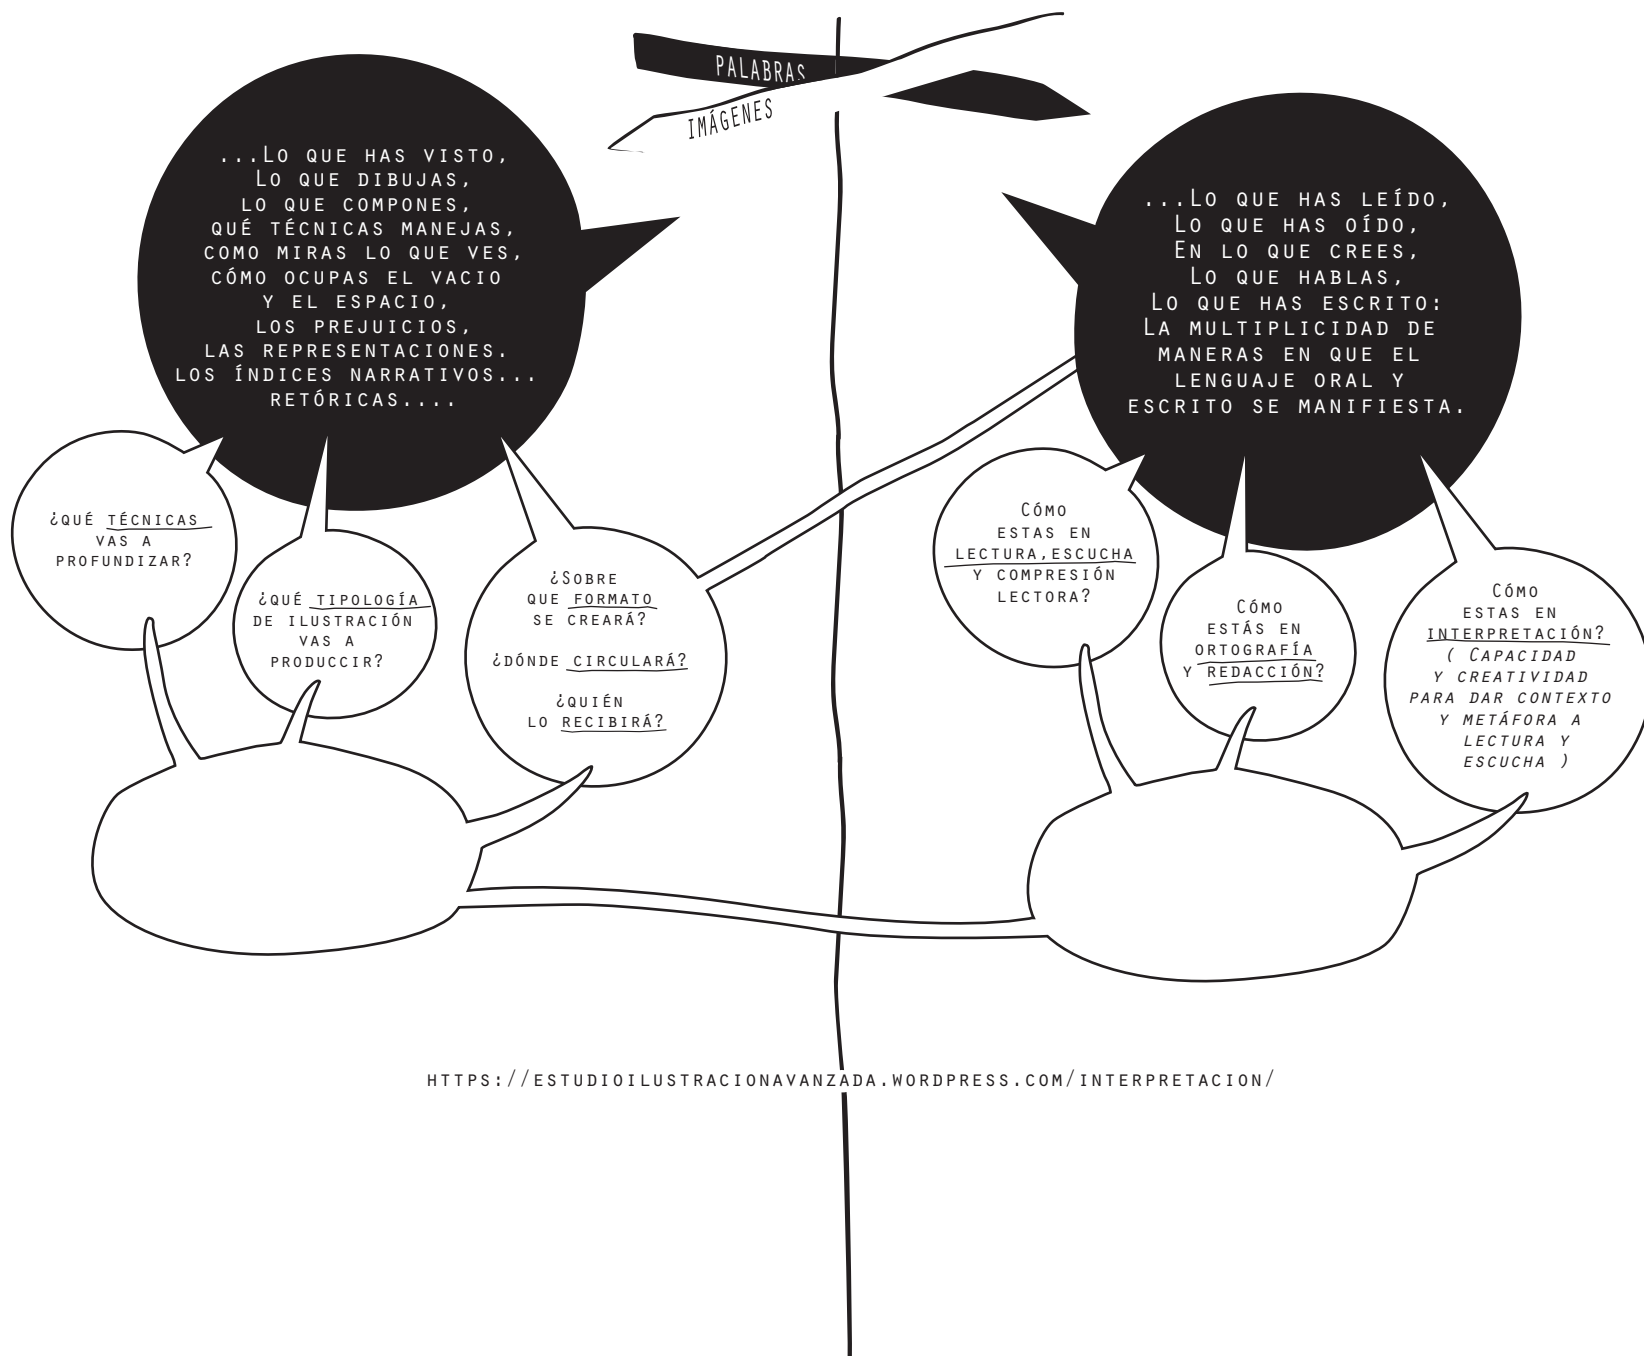 PALABRAS
IMÁGENES
...Lo QUE HAS VISTO,
Lo QUE DIBUJAS,
LO QUE COMPONES,
QUÉ TÉCNICAS MANEJAS,
COMO MIRAS LO QUE VES,
CÓMO OCUPAS EL VACIO
Y EL ESPACIO,
LOS PREJUICIOS,
LAS REPRESENTACIONES.
LOS ÍNDICES NARRATIVOS...
RETÓRICAS....
¿QUÉ TÉCNICAS
VAS A
PROFUNDIZAR?
¿QUÉ TIPOLOGÍA
DE ILUSTRACIÓN
VAS A
PRODUCCIR?
¿SOBRE
QUE FORMATO
SE CREARÁ?
¿DÓNDE CIRCULARÁ?
¿QUIÉN
LO RECIBIRÁ?
...Lo QUE HAS LEÍDO,
Lo QUE HAS OÍDO,
En LO QUE CREES,
Lo QUE HABLAS,
Lo QUE HAS ESCRITO:
La MULTIPLICIDAD DE
MANERAS EN QUE EL
LENGUAJE ORAL Y
ESCRITO SE MANIFIESTA.
CÓMO
ESTAS EN
LECTURA,ESCUCHA
Y COMPRESIÓN
LECTORA?
CÓMO
ESTÁS EN
ORTOGRAFÍA
Y REDACCIÓN?
CÓMO
ESTAS EN
INTERPRETACIÓN?
( CAPACIDAD
Y CREATIVIDAD
PARA DAR CONTEXTO
Y METÁFORA A
LECTURA Y
ESCUCHA )
HTTPS://ESTUDIOILUSTRACIONAVANZADA.WORDPRESS.COM/INTERPRETACION/